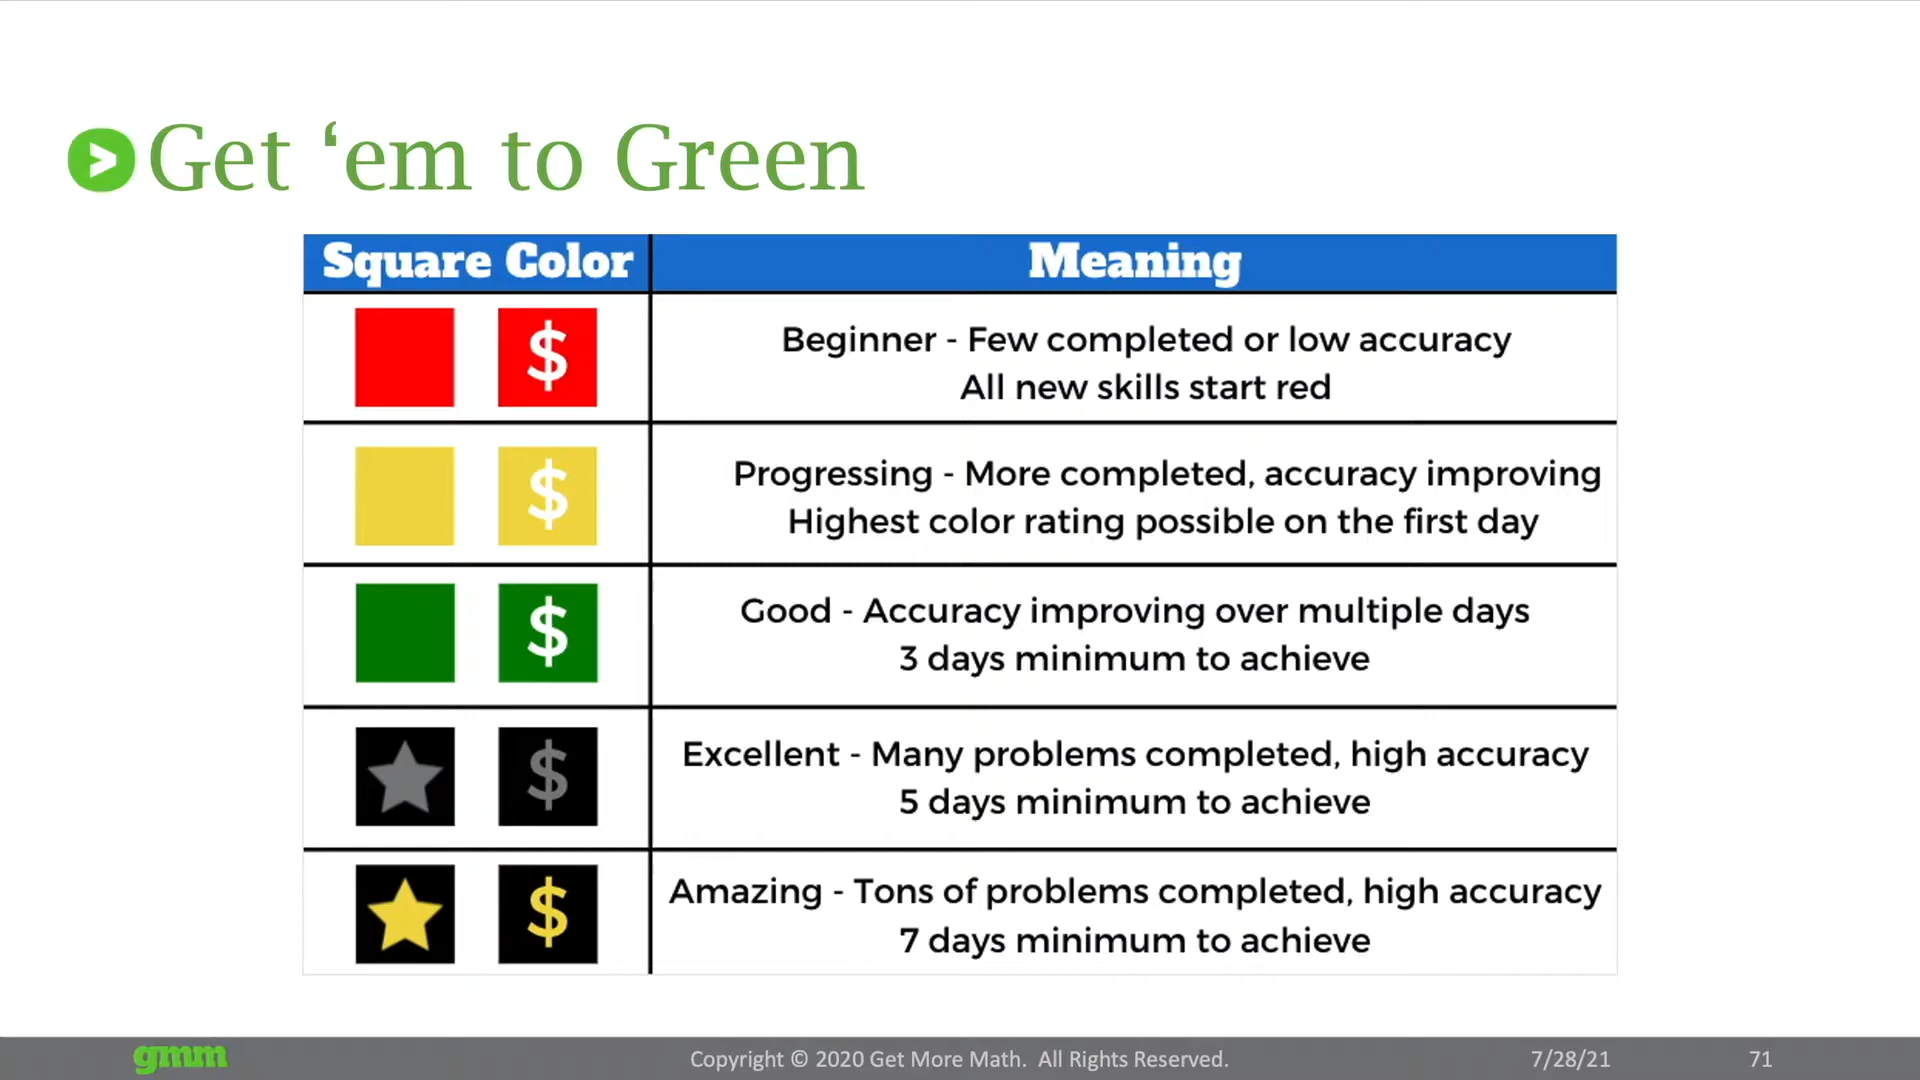 Get ‘em to Green
Square Color Meaning
$ Beginner - Few completed or low accuracy
All new skills start red
$ Progressing - More completed, accuracy improving
Highest color rating possible on the first day
$ Good - Accuracy improving over multiple days
3 days minimum to achieve
$ Excellent - Many problems completed, high accuracy
5 days minimum to achieve
$ Amazing - Tons of problems completed, high accuracy
7 days minimum to achieve
gmm Copyright © 2020 Get More Math. All Rights Reserved. 7/28/21 71